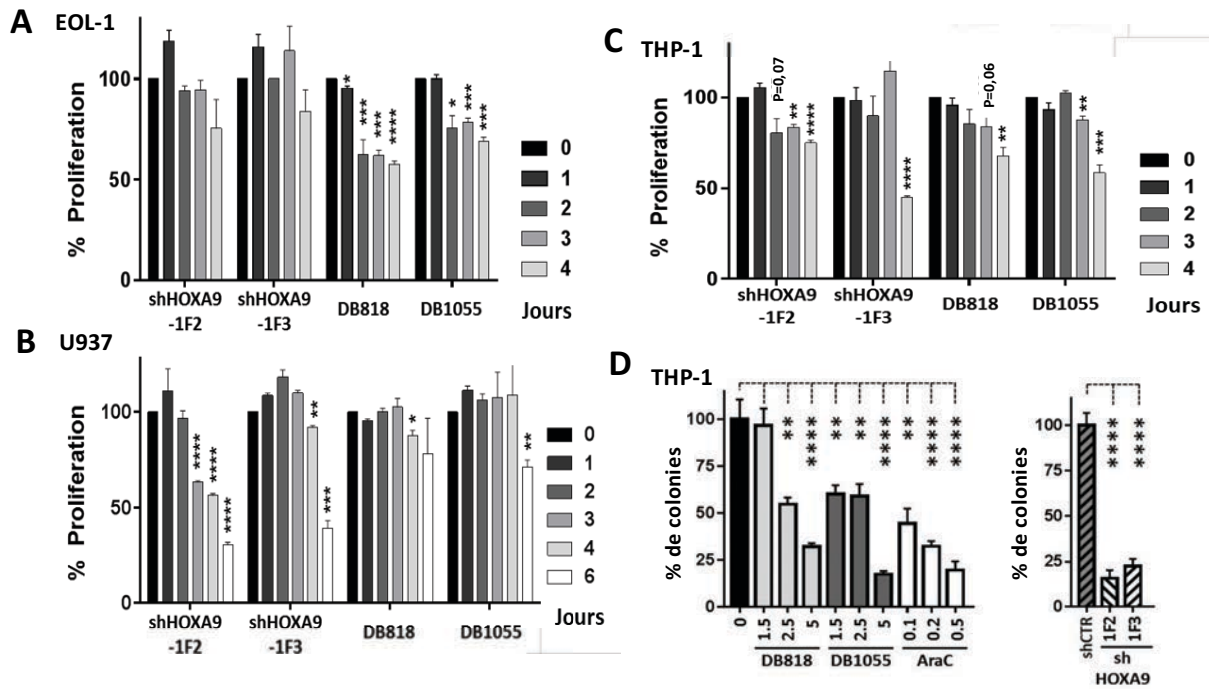 A EOL-1
% Proliferation
100
50
0
* *** *** ****
* *** ***
shHOXA9 -1F2
shHOXA9 -1F3
DB818
DB1055
0
1
2
3
4
Jours
B U937
% Proliferation
100
50
0
**** **** ****
** ***
*
**
shHOXA9 -1F2
shHOXA9 -1F3
DB818
DB1055
0
1
2
3
4
6
Jours
C THP-1
% Proliferation
100
50
0
P=0,07 ** ****
****
P=0,06 **
** ***
shHOXA9 -1F2
shHOXA9 -1F3
DB818
DB1055
0
1
2
3
4
Jours
D THP-1
% de colonies
100
75
50
25
0
** **** ** ** **** * **** ****
0 1.5 2.5 5 1.5 2.5 5 0.1 0.2 0.5
DB818 DB1055 AraC
% de colonies
100
75
50
25
0
**** ****
shCTR 1F2 1F3
sh
HOXA9